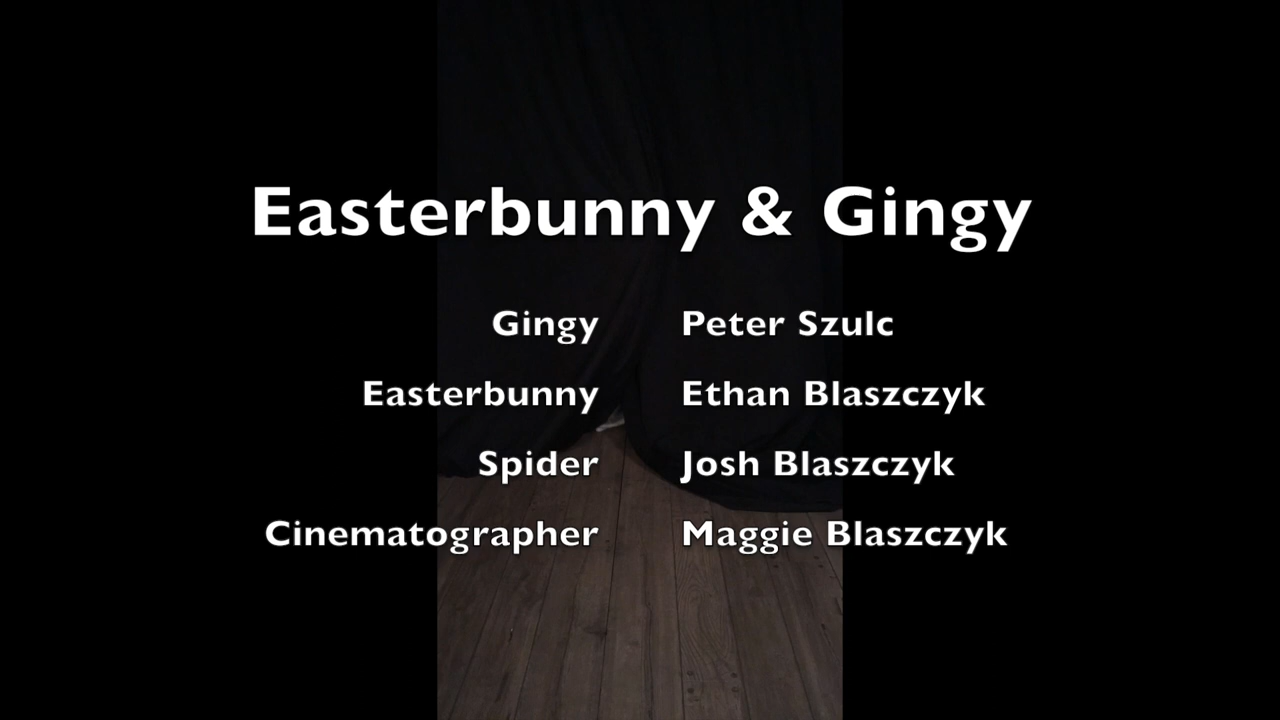 Easterbunny & Gingy
Gingy Peter Szulc
Easterbunny Ethan Blaszczyk
Spider Josh Blaszczyk
Cinematographer Maggie Blaszczyk